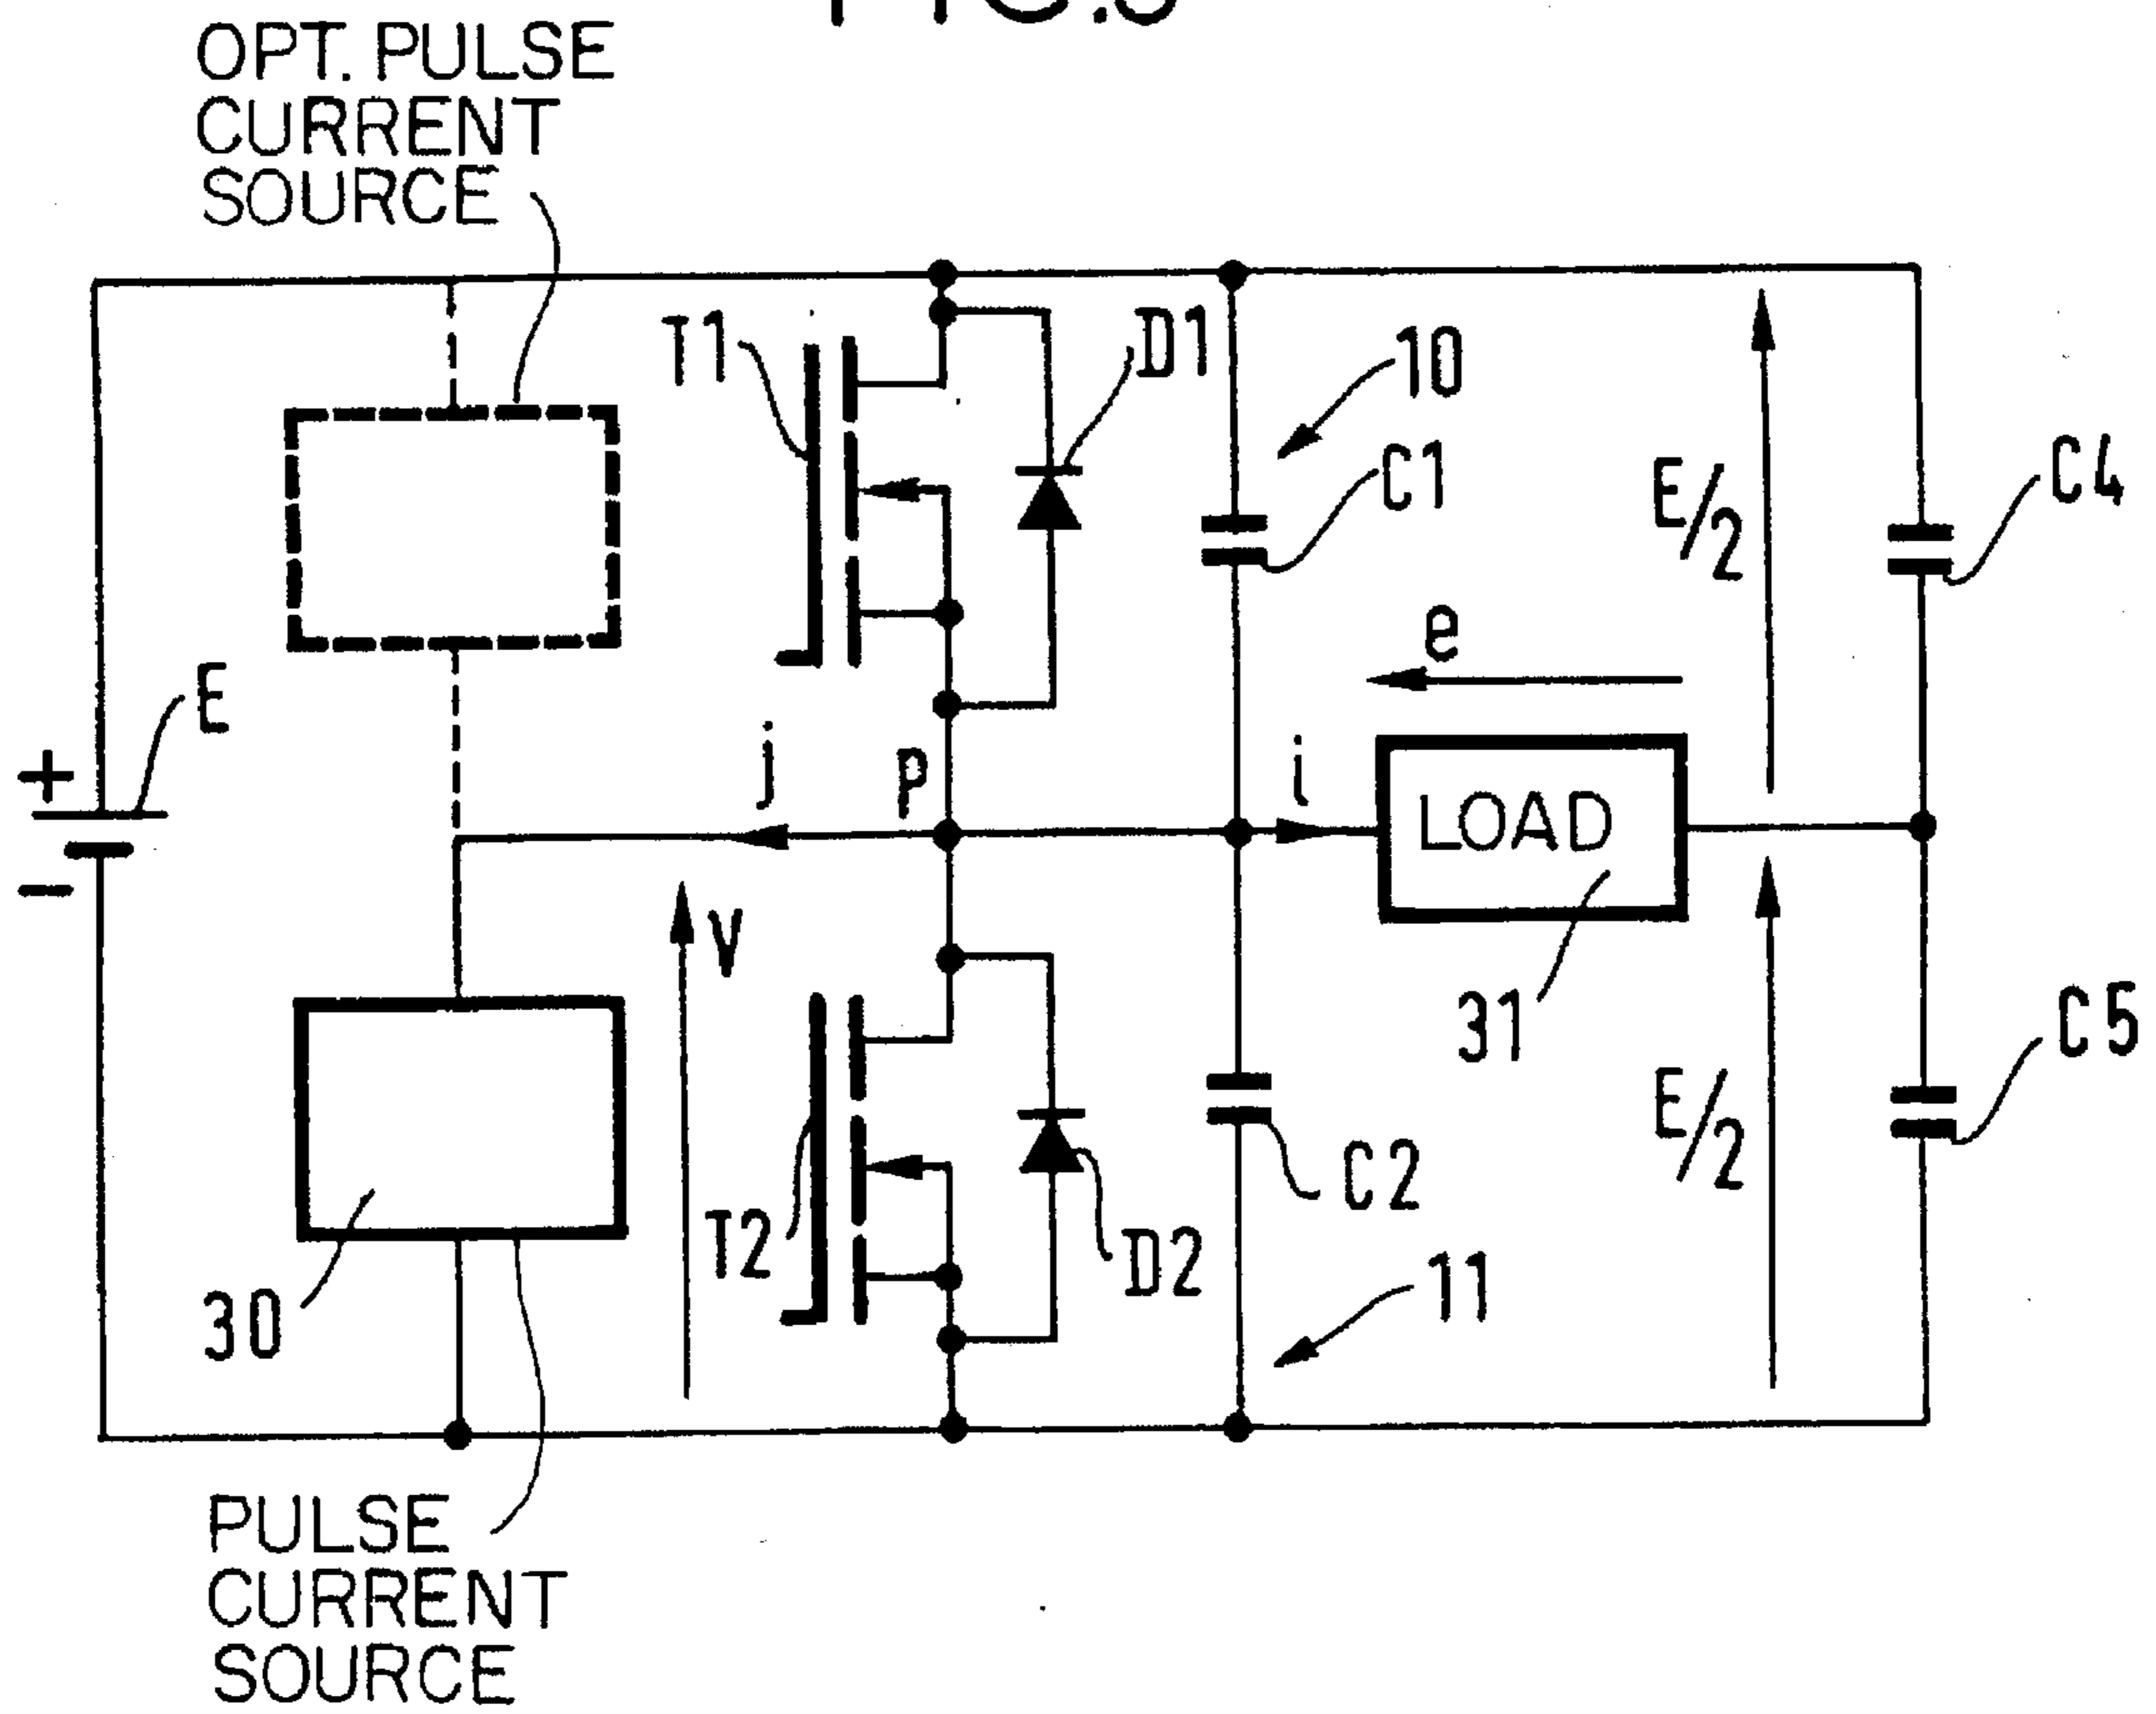 OPT. PULSE
CURRENT
SOURCE
T1
D1
10
C1
E/2
C4
e
E
+
−
j
P
i
LOAD
V
31
C5
E/2
C2
T2
D2
11
30
PULSE
CURRENT
SOURCE